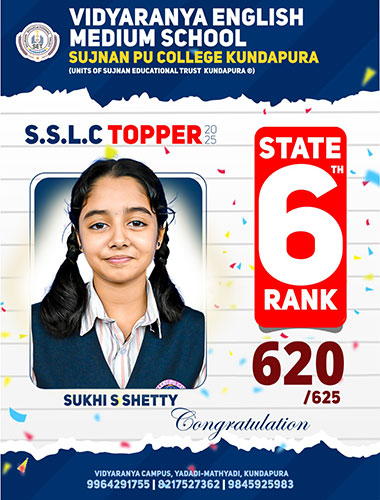 VIDYARANYA ENGLISH
MEDIUM SCHOOL
SUJNAN PU COLLEGE KUNDAPURA
(UNITS OF SUJNAN EDUCATIONAL TRUST KUNDAPURA ®)
S.S.L.C TOPPER 2025
STATE
6TH
RANK
620
/625
SUKHI S SHETTY
Congratulation
VIDYARANYA CAMPUS, YADADI-MATHYADI, KUNDAPURA
9964291755 | 8217527362 | 9845925983